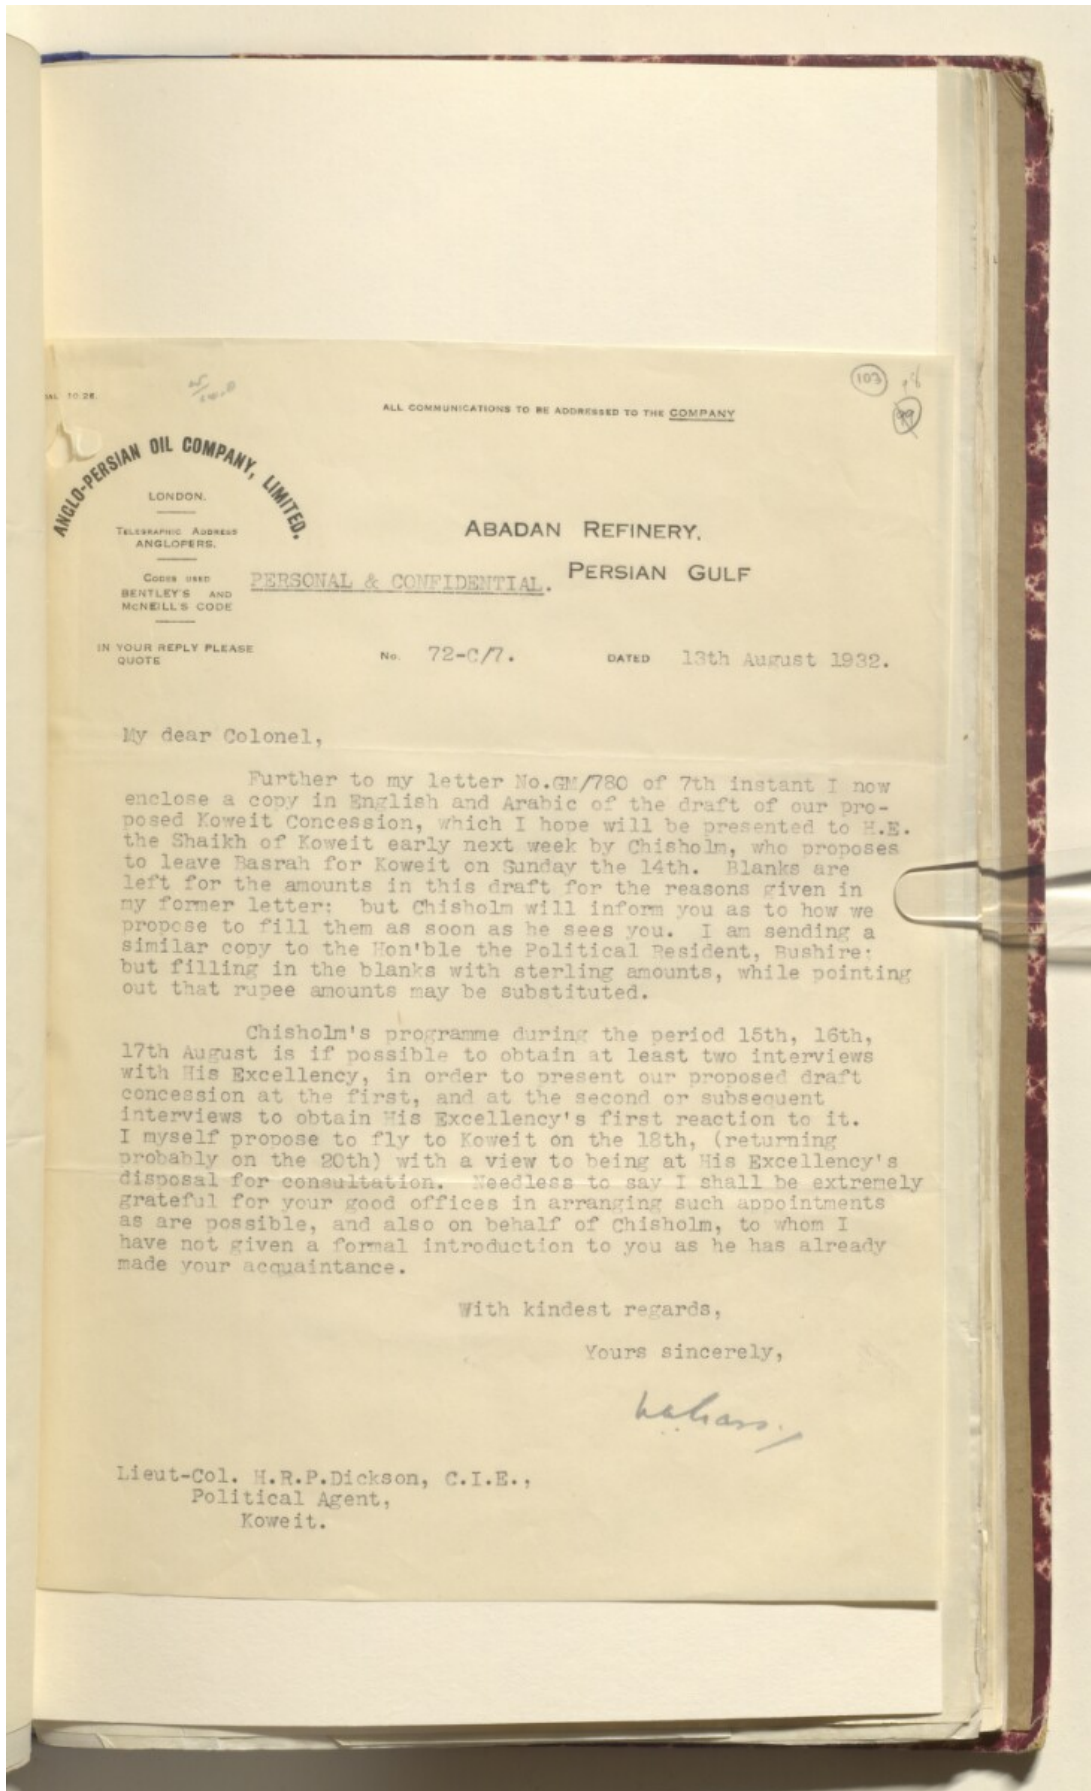 103
99
10.28.
ALL COMMUNICATIONS TO BE ADDRESSED TO THE COMPANY
ANGLO-PERSIAN OIL COMPANY, LIMITED.
LONDON.
TELEGRAPHIC ADDRESS
ANGLOPERS.
CODES USED
BENTLEY'S AND
McNEILL'S CODE
ABADAN REFINERY,
PERSIAN GULF
PERSONAL & CONFIDENTIAL.
IN YOUR REPLY PLEASE
QUOTE
No. 72-C/7. DATED 13th August 1932.
My dear Colonel,
Further to my letter No.GM/780 of 7th instant I now
enclose a copy in English and Arabic of the draft of our pro-
posed Koweit Concession, which I hope will be presented to H.E.
the Shaikh of Koweit early next week by Chisholm, who proposes
to leave Basrah for Koweit on Sunday the 14th. Blanks are
left for the amounts in this draft for the reasons given in
my former letter: but Chisholm will inform you as to how we
propose to fill them as soon as he sees you. I am sending a
similar copy to the Hon'ble the Political Resident, Bushire:
but filling in the blanks with sterling amounts, while pointing
out that rupee amounts may be substituted.
Chisholm's programme during the period 15th, 16th,
17th August is if possible to obtain at least two interviews
with His Excellency, in order to present our proposed draft
concession at the first, and at the second or subsequent
interviews to obtain His Excellency's first reaction to it.
I myself propose to fly to Koweit on the 18th, (returning
probably on the 20th) with a view to being at His Excellency's
disposal for consultation. Needless to say I shall be extremely
grateful for your good offices in arranging such appointments
as are possible, and also on behalf of Chisholm, to whom I
have not given a formal introduction to you as he has already
made your acquaintance.
With kindest regards,
Yours sincerely,
Lieut-Col. H.R.P.Dickson, C.I.E.,
Political Agent,
Koweit.